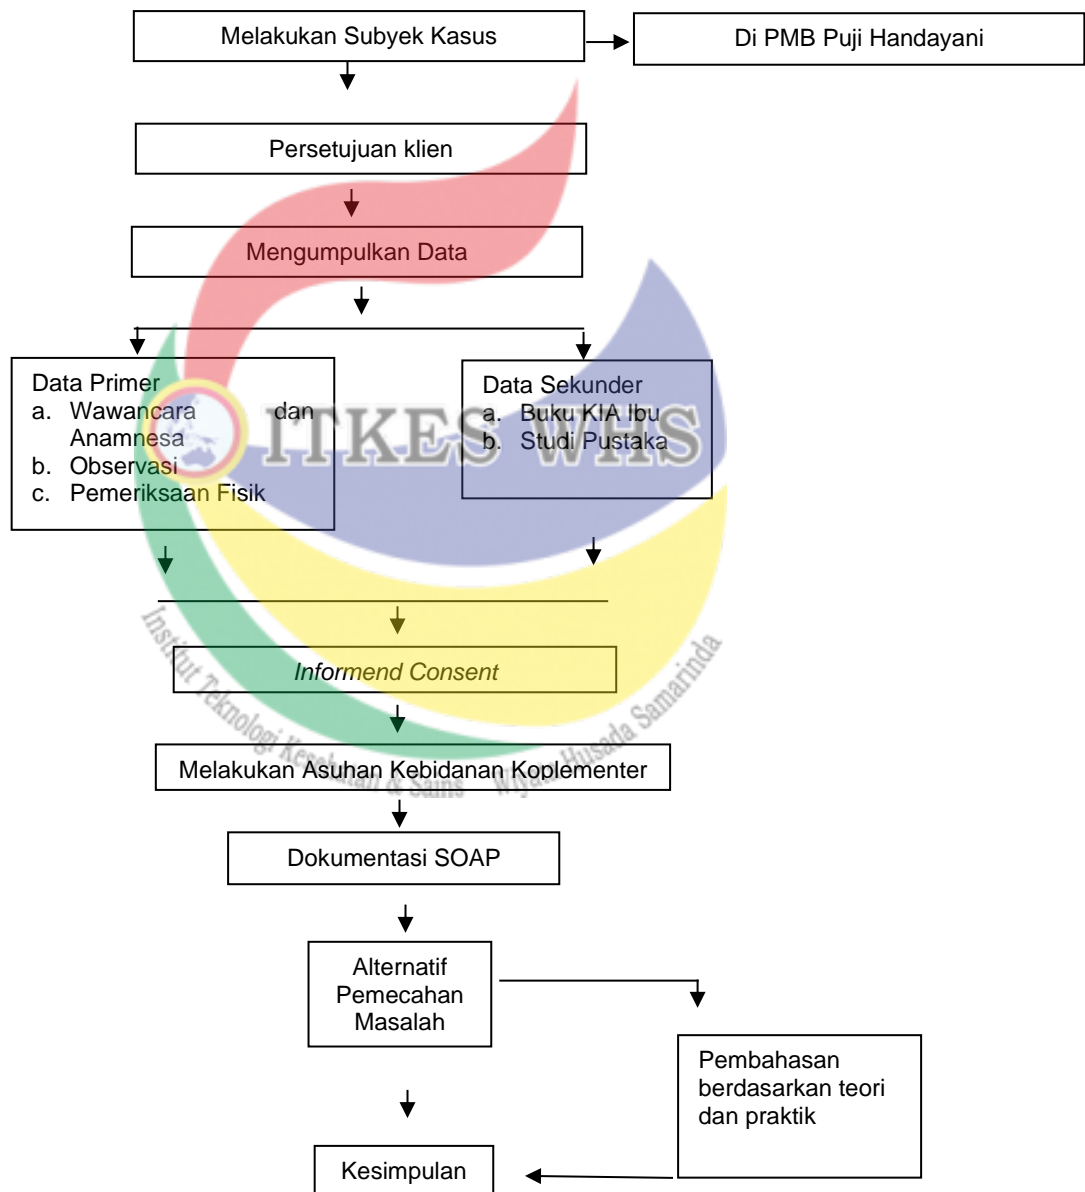 Melakukan Subyek Kasus
Di PMB Puji Handayani
Persetujuan klien
Mengumpulkan Data
Data Primer
a. Wawancara dan
Anamnesa
b. Observasi
c. Pemeriksaan Fisik
Data Sekunder
a. Buku KIA Ibu
b. Studi Pustaka
ITKES WHS
Informend Consent
Institut Teknologi Kesehatan & Sains Wiyata Husada Samarinda
Melakukan Asuhan Kebidanan Koplementer
Dokumentasi SOAP
Alternatif
Pemecahan
Masalah
Pembahasan
berdasarkan teori
dan praktik
Kesimpulan